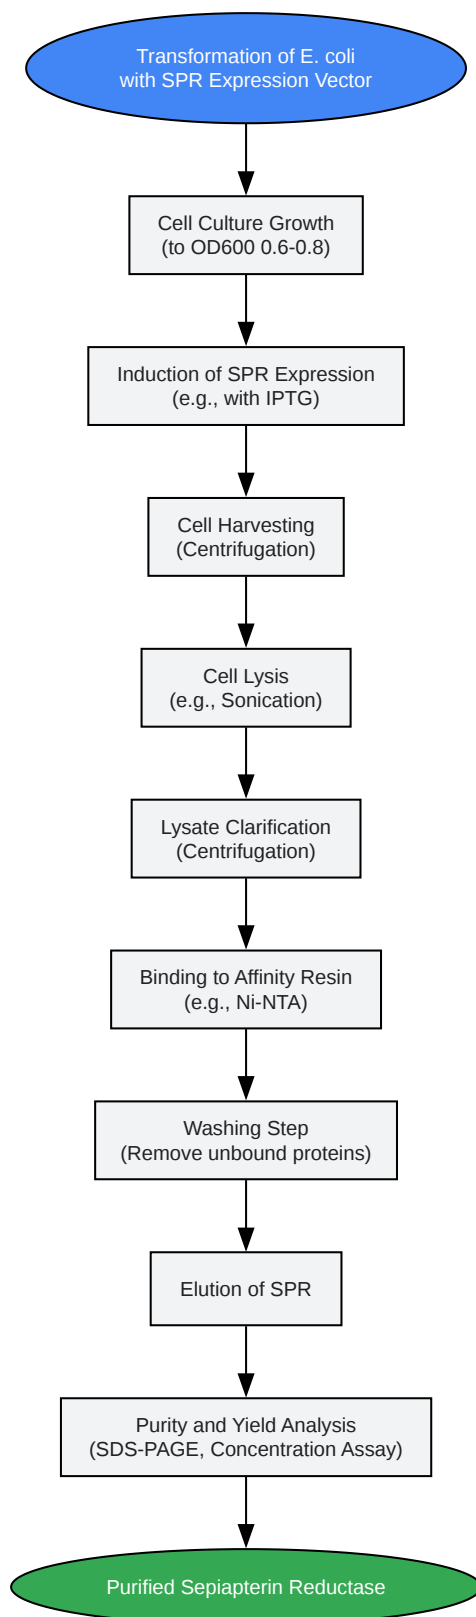 Transformation of E. coli
with SPR Expression Vector
Cell Culture Growth
(to OD600 0.6-0.8)
Induction of SPR Expression
(e.g., with IPTG)
Cell Harvesting
(Centrifugation)
Cell Lysis
(e.g., Sonication)
Lysate Clarification
(Centrifugation)
Binding to Affinity Resin
(e.g., Ni-NTA)
Washing Step
(Remove unbound proteins)
Elution of SPR
Purity and Yield Analysis
(SDS-PAGE, Concentration Assay)
Purified Sepiapterin Reductase